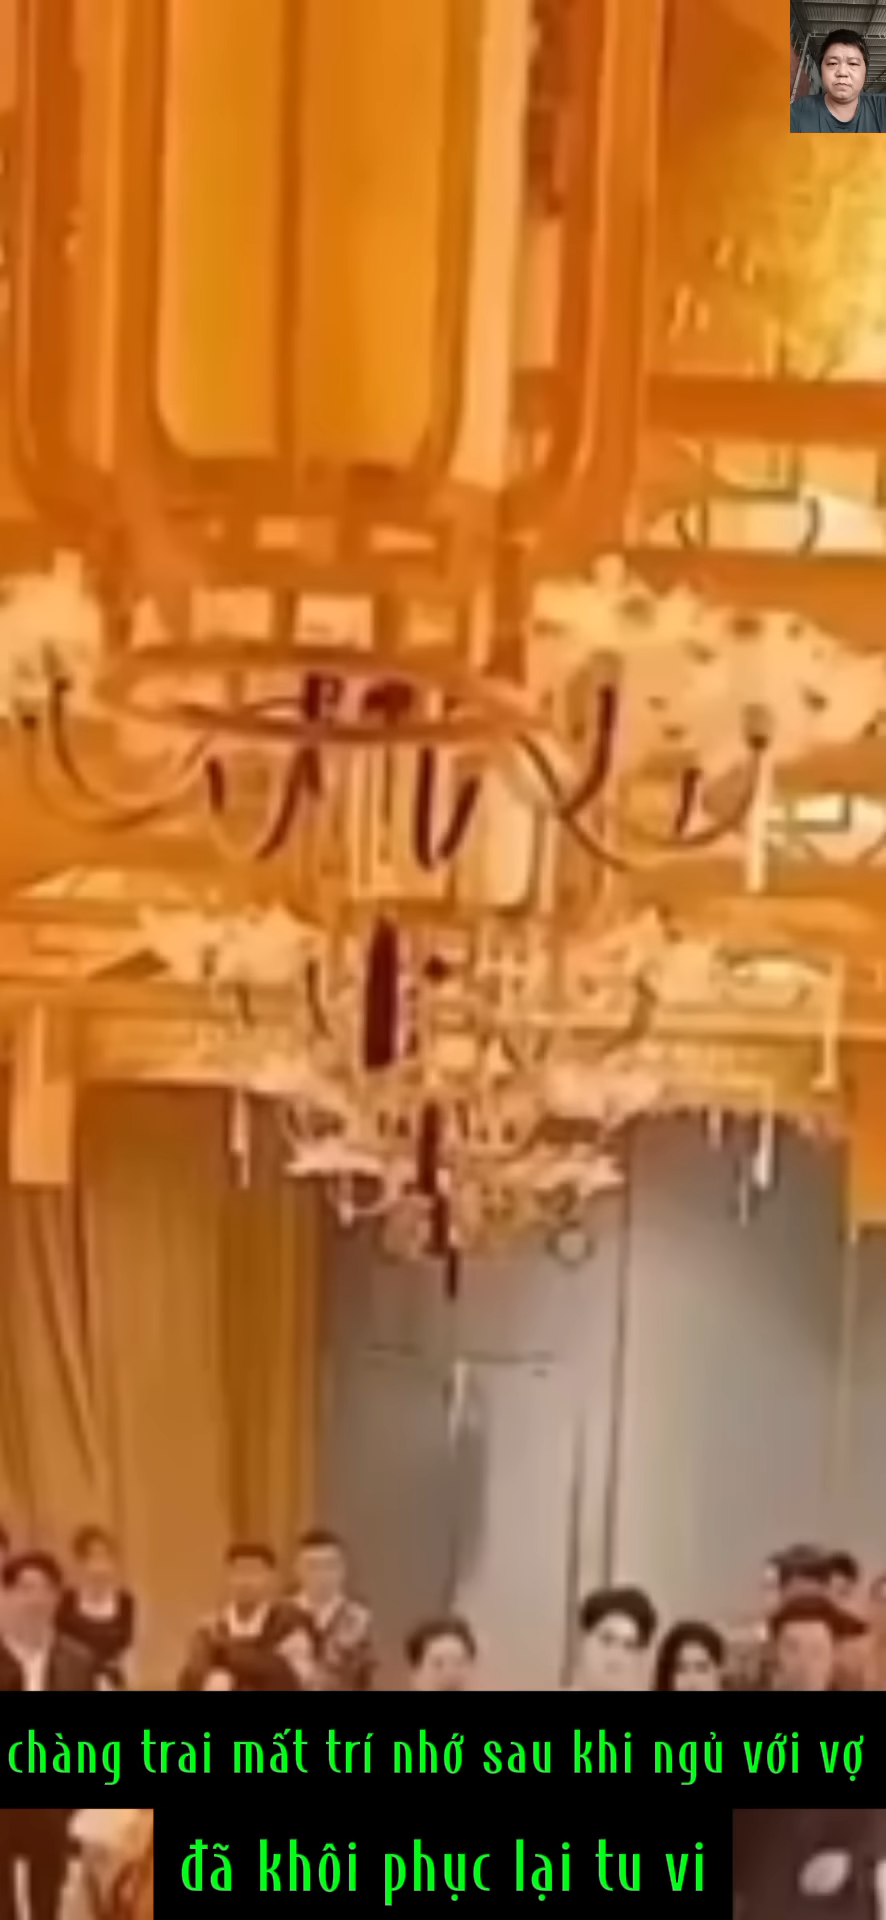 chàng trai mất trí nhớ sau khi ngủ với vợ
đã khôi phục lại tu vi